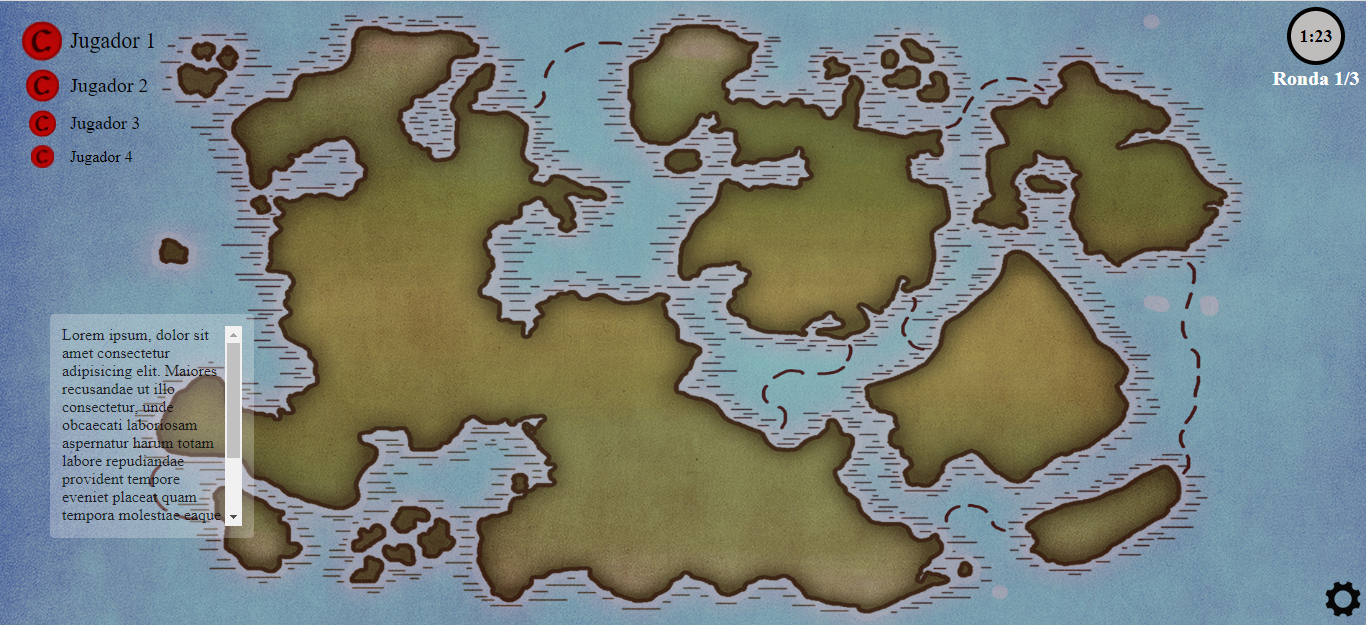 C Jugador 1
C Jugador 2
C Jugador 3
C Jugador 4
1:23
Ronda 1/3
Lorem ipsum, dolor sit
amet consectetur
adipisicing elit. Maiores
recusandae ut illo
consectetur, unde
obcaecati laboriosam
aspernatur harum totam
labore repudiandae
provident tempore
eveniet placeat quam
tempora molestiae eaque